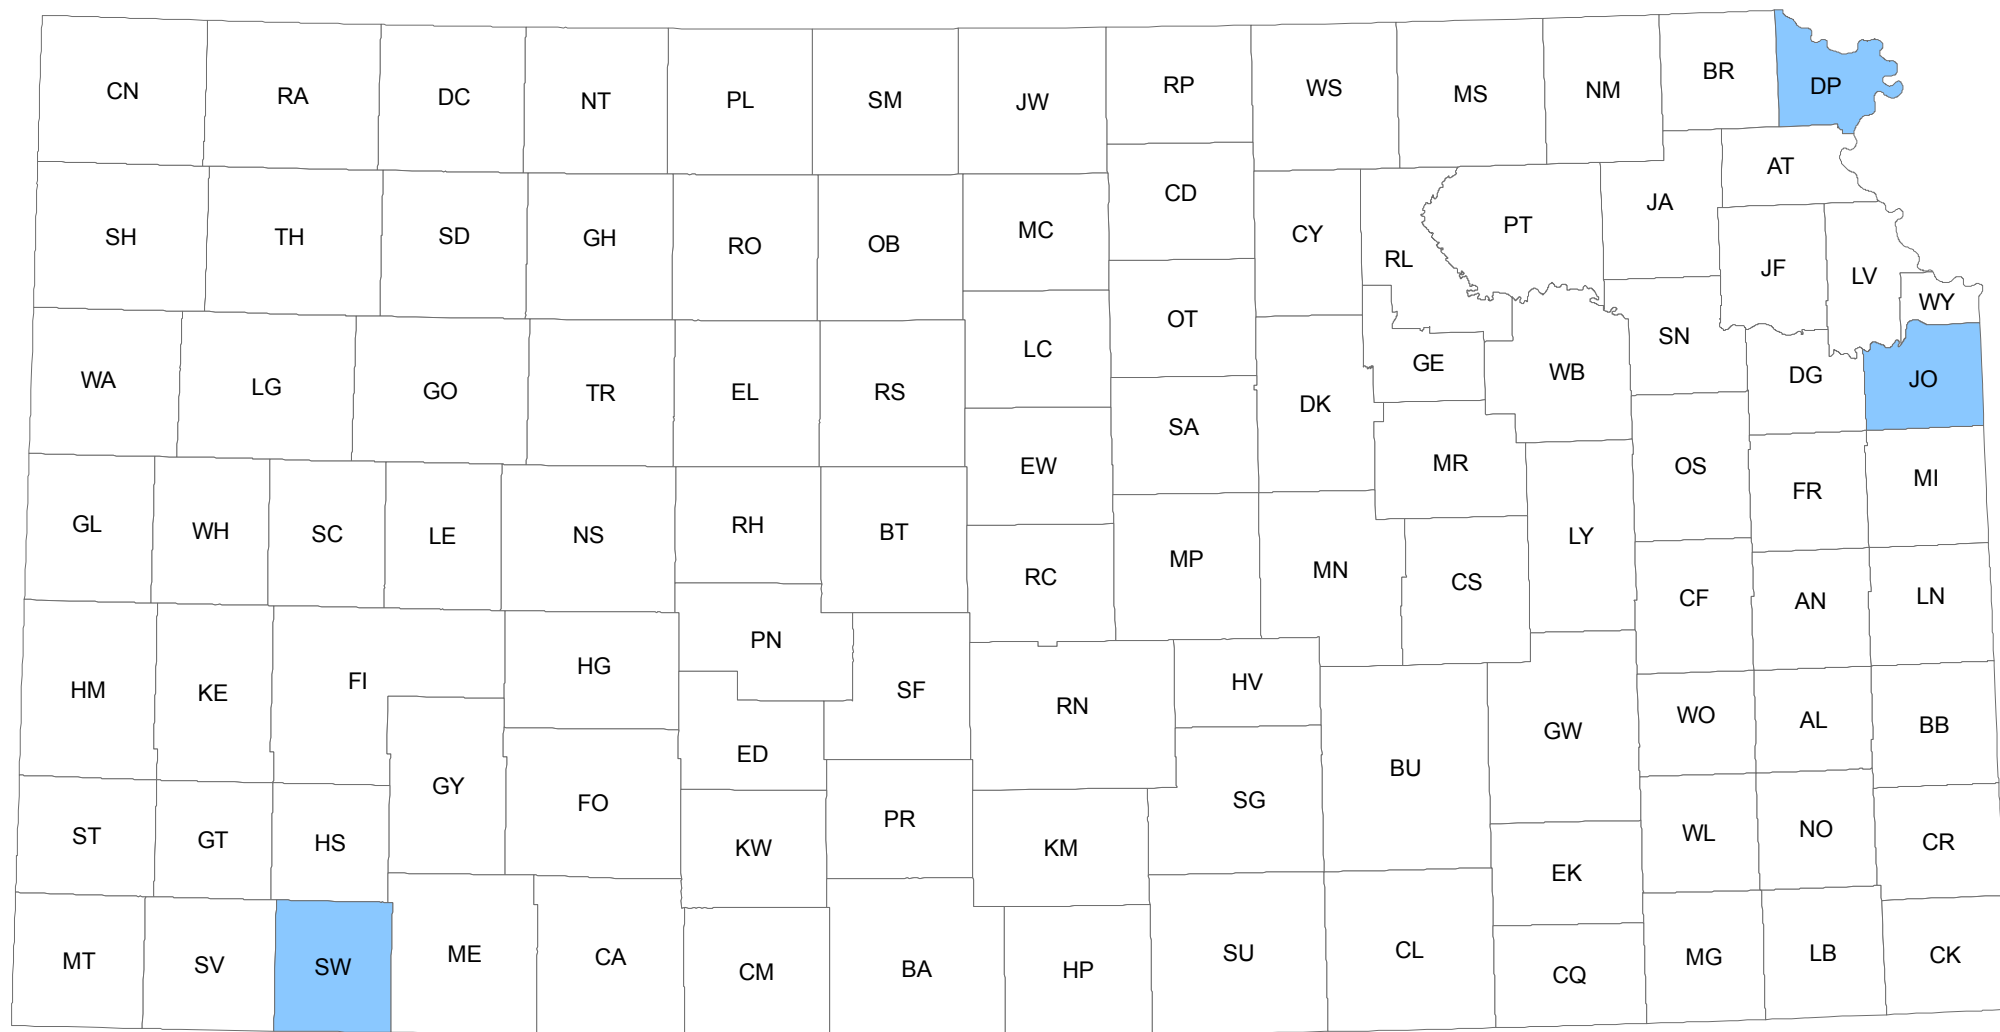 CN RA DC NT PL SM JW RP WS MS NM BR DP
AT
SH TH SD GH RO OB MC CD CY RL PT JA JF LV WY
WA LG GO TR EL RS LC OT DK GE WB SN DG JO
EW SA MR OS FR MI
GL WH SC LE NS RH BT RC MP MN CS LY CF AN LN
HM KE FI HG PN SF RN HV GW WO AL BB
ED BU
GY FO SG
ST GT HS KW PR KM EK WL NO CR
MT SV SW ME CA CM BA HP SU CL CQ MG LB CK